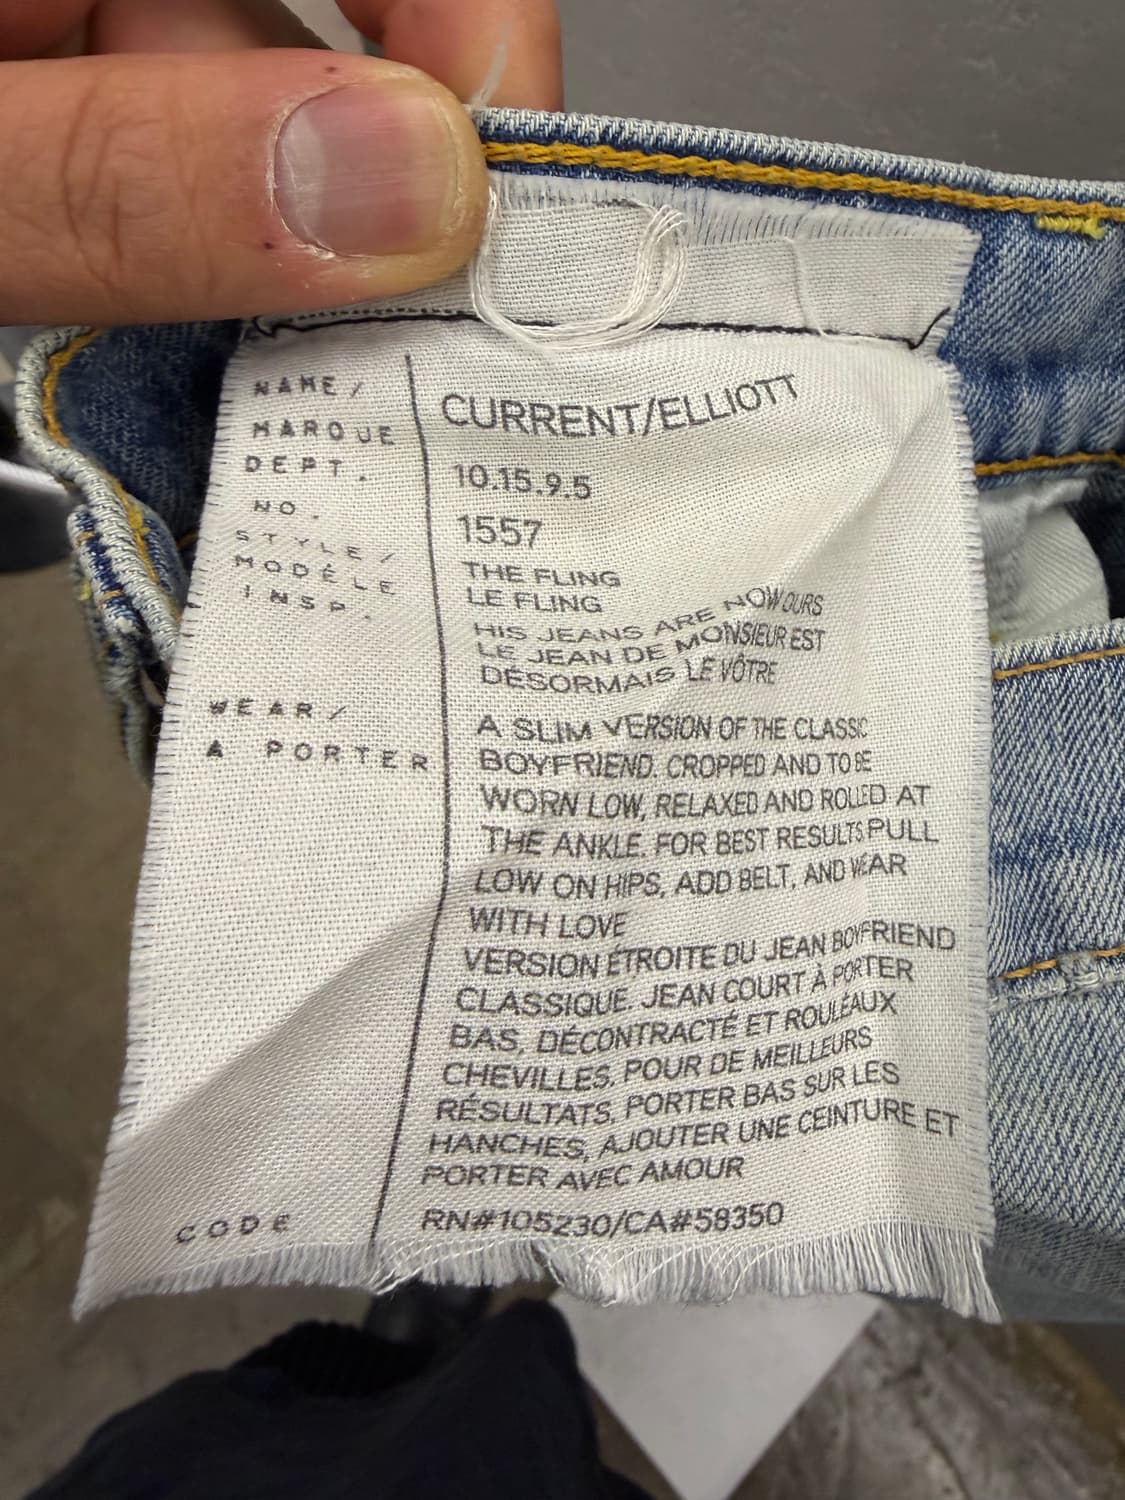 NAME/
MARQUE
CURRENT/ELLIOTT
DEPT.
10.15.9.5
NO.
1557
STYLE/
MODÈLE
THE FLING
LE FLING
INSP.
HIS JEANS ARE NOW OURS
LE JEAN DE MONSIEUR EST
DÉSORMAIS LE VÔTRE
WEAR/
A PORTER
A SLIM VERSION OF THE CLASSIC
BOYFRIEND. CROPPED AND TO BE
WORN LOW, RELAXED AND ROLLED AT
THE ANKLE. FOR BEST RESULTS PULL
LOW ON HIPS, ADD BELT, AND WEAR
WITH LOVE
VERSION ÉTROITE DU JEAN BOYFRIEND
CLASSIQUE. JEAN COURT À PORTER
BAS, DÉCONTRACTÉ ET ROULÉAUX
CHEVILLES. POUR DE MEILLEURS
RÉSULTATS, PORTER BAS SUR LES
HANCHES, AJOUTER UNE CEINTURE ET
PORTER AVEC AMOUR
CODE
RN#105230/CA#58350